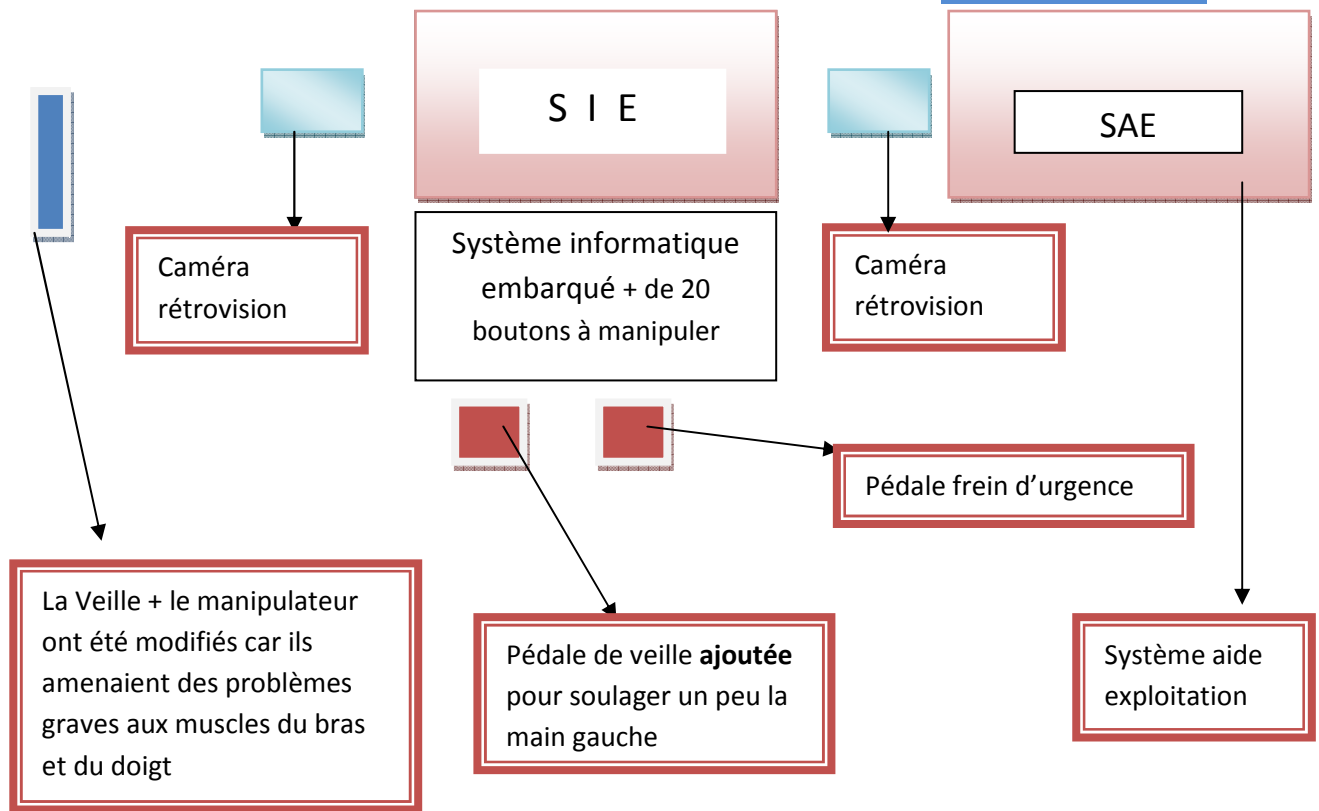 S I E
SAE
Caméra
rétrovision
Système informatique
embarqué + de 20
boutons à manipuler
Caméra
rétrovision
Pédale frein d’urgence
La Veille + le manipulateur
ont été modifiés car ils
amenaient des problèmes
graves aux muscles du bras
et du doigt
Pédale de veille ajoutée
pour soulager un peu la
main gauche
Système aide
exploitation